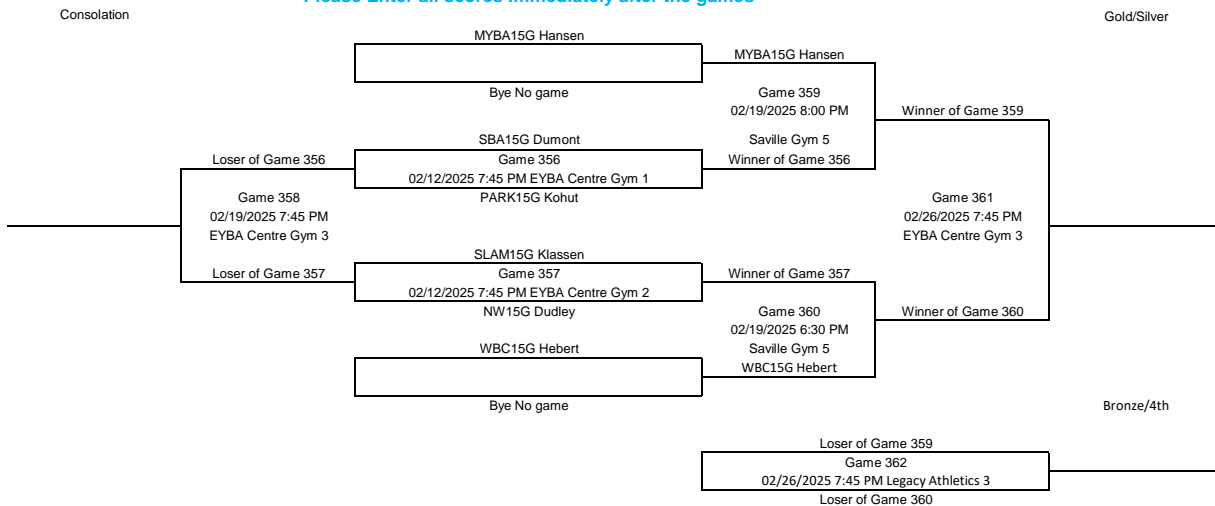 Please Enter all scores immediately after the games
Consolation
Gold/Silver
MYBA15G Hansen
MYBA15G Hansen
Bye No game
Game 359
02/19/2025 8:00 PM
Winner of Game 359
SBA15G Dumont
Saville Gym 5
Loser of Game 356
Game 356
Winner of Game 356
02/12/2025 7:45 PM EYBA Centre Gym 1
Game 358
PARK15G Kohut
Game 361
02/19/2025 7:45 PM
02/26/2025 7:45 PM
EYBA Centre Gym 3
EYBA Centre Gym 3
SLAM15G Klassen
Loser of Game 357
Game 357
Winner of Game 357
02/12/2025 7:45 PM EYBA Centre Gym 2
NW15G Dudley
Game 360
Winner of Game 360
02/19/2025 6:30 PM
WBC15G Hebert
Saville Gym 5
WBC15G Hebert
Bye No game
Bronze/4th
Loser of Game 359
Game 362
02/26/2025 7:45 PM Legacy Athletics 3
Loser of Game 360